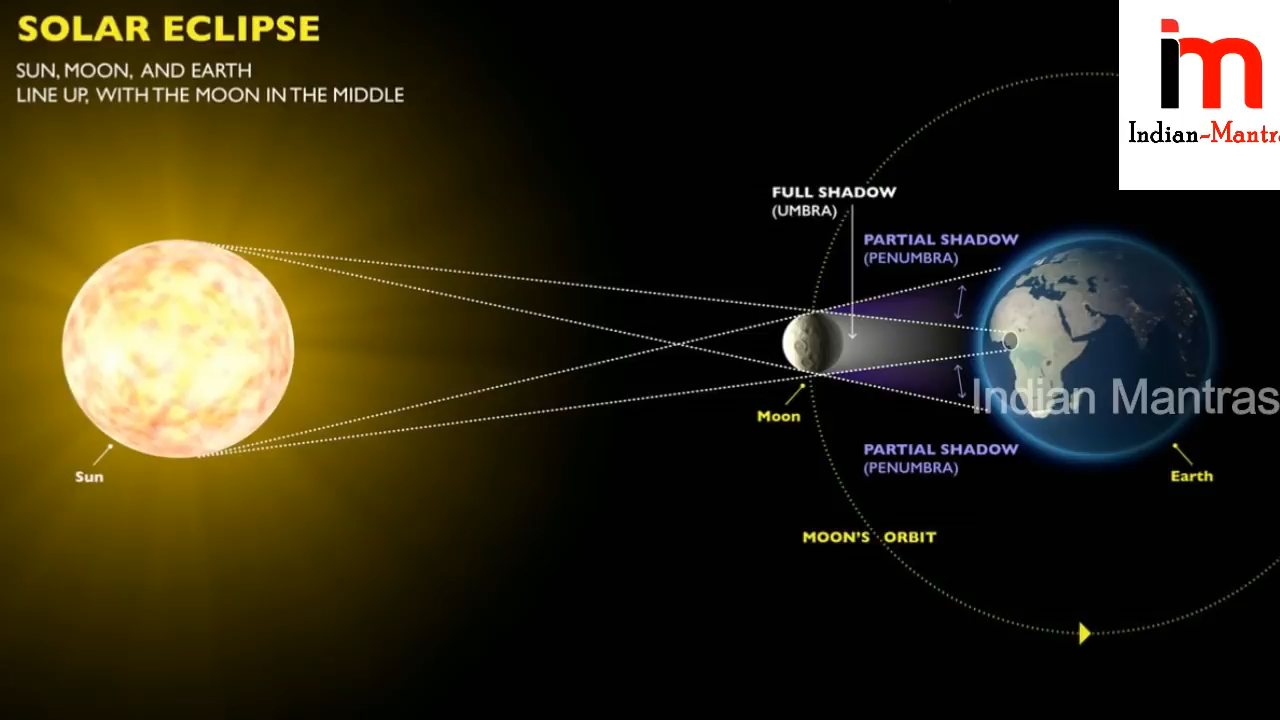 SOLAR ECLIPSE
SUN, MOON, AND EARTH
LINE UP, WITH THE MOON IN THE MIDDLE
im
Indian-Mantra
FULL SHADOW
(UMBRA)
PARTIAL SHADOW
(PENUMBRA)
Indian Mantras
Moon
PARTIAL SHADOW
(PENUMBRA)
Sun
Earth
MOON'S ORBIT